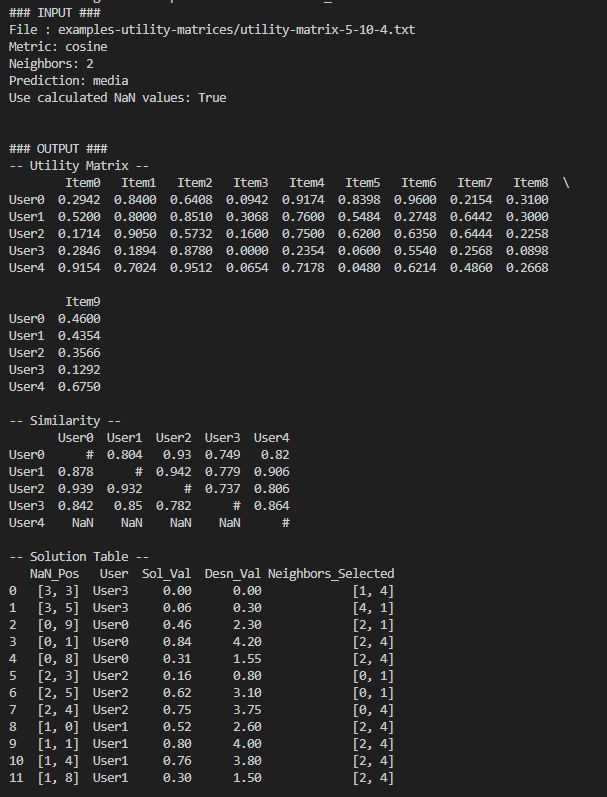 ### INPUT ###
File : examples-utility-matrices/utility-matrix-5-10-4.txt
Metric: cosine
Neighbors: 2
Prediction: media
Use calculated NaN values: True
### OUTPUT ###
-- Utility Matrix --
Item0 Item1 Item2 Item3 Item4 Item5 Item6 Item7 Item8 \
User0 0.2942 0.8400 0.6408 0.0942 0.9174 0.8398 0.9600 0.2154 0.3100
User1 0.5200 0.8000 0.8510 0.3068 0.7600 0.5484 0.2748 0.6442 0.3000
User2 0.1714 0.9050 0.5732 0.1600 0.7500 0.6200 0.6350 0.6444 0.2258
User3 0.2846 0.1894 0.8780 0.0000 0.2354 0.0600 0.5540 0.2568 0.0898
User4 0.9154 0.7024 0.9512 0.0654 0.7178 0.0480 0.6214 0.4860 0.2668
Item9
User0 0.4600
User1 0.4354
User2 0.3566
User3 0.1292
User4 0.6750
-- Similarity --
User0 User1 User2 User3 User4
User0 # 0.804 0.93 0.749 0.82
User1 0.878 # 0.942 0.779 0.906
User2 0.939 0.932 # 0.737 0.806
User3 0.842 0.85 0.782 # 0.864
User4 NaN NaN NaN NaN #
-- Solution Table --
NaN_Pos User Sol_Val Desn_Val Neighbors_Selected
0 [3, 3] User3 0.00 0.00 [1, 4]
1 [3, 5] User3 0.06 0.30 [4, 1]
2 [0, 9] User0 0.46 2.30 [2, 1]
3 [0, 1] User0 0.84 4.20 [2, 4]
4 [0, 8] User0 0.31 1.55 [2, 4]
5 [2, 3] User2 0.16 0.80 [0, 1]
6 [2, 5] User2 0.62 3.10 [0, 1]
7 [2, 4] User2 0.75 3.75 [0, 4]
8 [1, 0] User1 0.52 2.60 [2, 4]
9 [1, 1] User1 0.80 4.00 [2, 4]
10 [1, 4] User1 0.76 3.80 [2, 4]
11 [1, 8] User1 0.30 1.50 [2, 4]